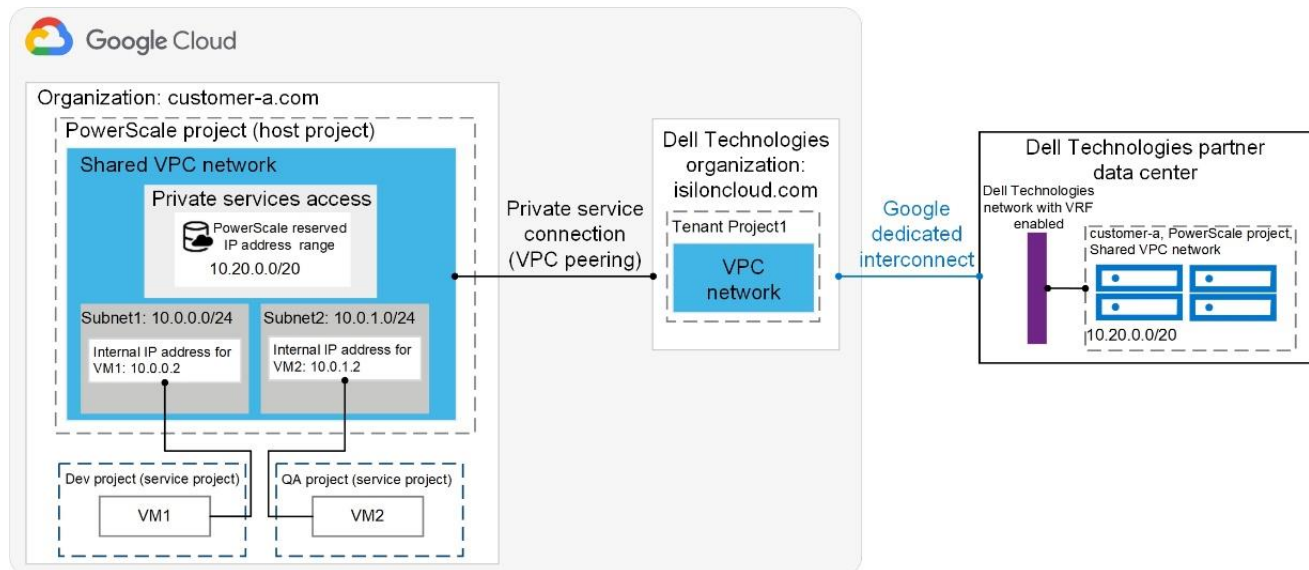 Google Cloud
Organization: customer-a.com
PowerScale project (host project)
Shared VPC network
Private services access
PowerScale reserved
IP address range
10.20.0.0/20
Subnet1: 10.0.0.0/24
Internal IP address for
VM1: 10.0.0.2
Subnet2: 10.0.1.0/24
Internal IP address for
VM2: 10.0.1.2
Dev project (service project)
VM1
QA project (service project)
VM2
Private service
connection
(VPC peering)
Dell Technologies
organization:
isiloncloud.com
Tenant Project1
VPC
network
Google
dedicated
interconnect
Dell Technologies partner
data center
Dell Technologies
network with VRF
enabled
customer-a, PowerScale project,
Shared VPC network
10.20.0.0/20